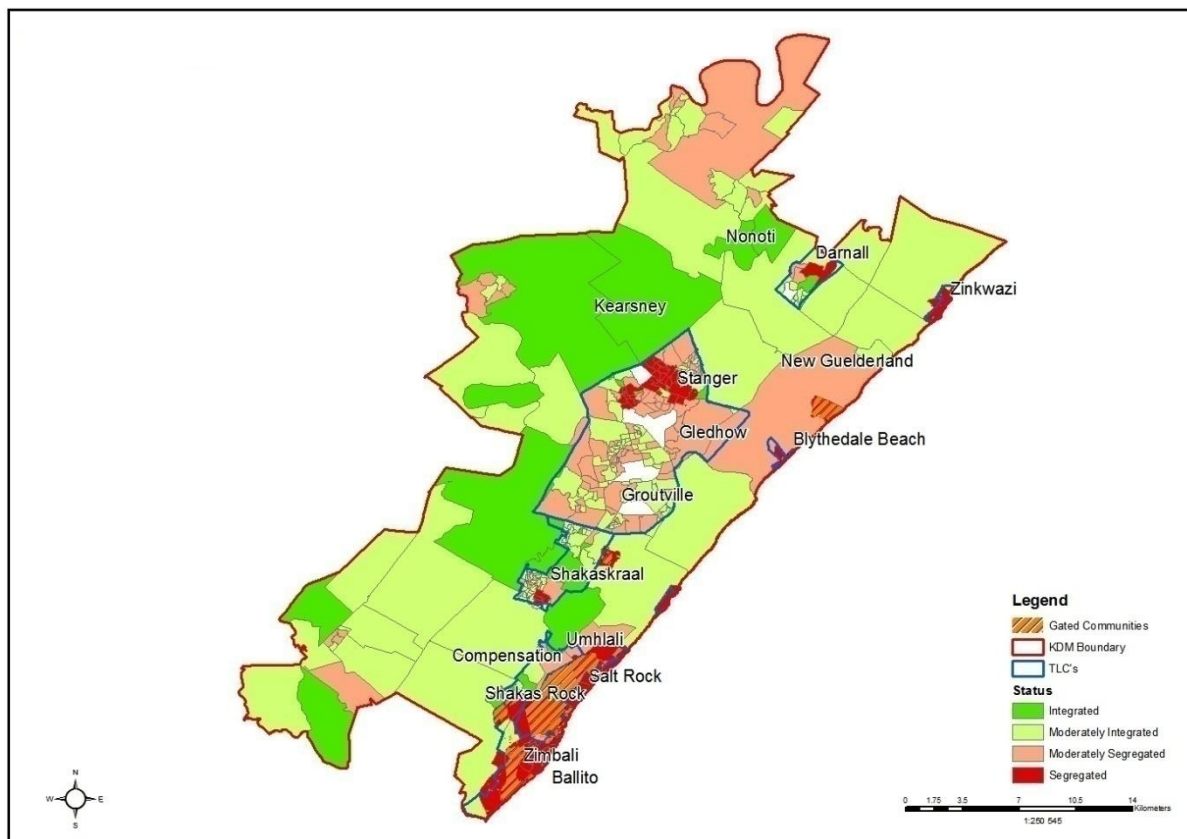 Nonoti
Darnall
Zinkwazi
Kearsney
New Guelderland
Stanger
Gledhow
Blythedale Beach
Groutville
Shakaskraal
Umhlali
Compensation
Salt Rock
Shakas Rock
Zimbali
Ballito
Legend
Gated Communities
KDM Boundary
TLC's
Status
Integrated
Moderately Integrated
Moderately Segregated
Segregated
N
W E
S
0 1.75 3.5 7 10.5 14
Kilometers
1:250 545